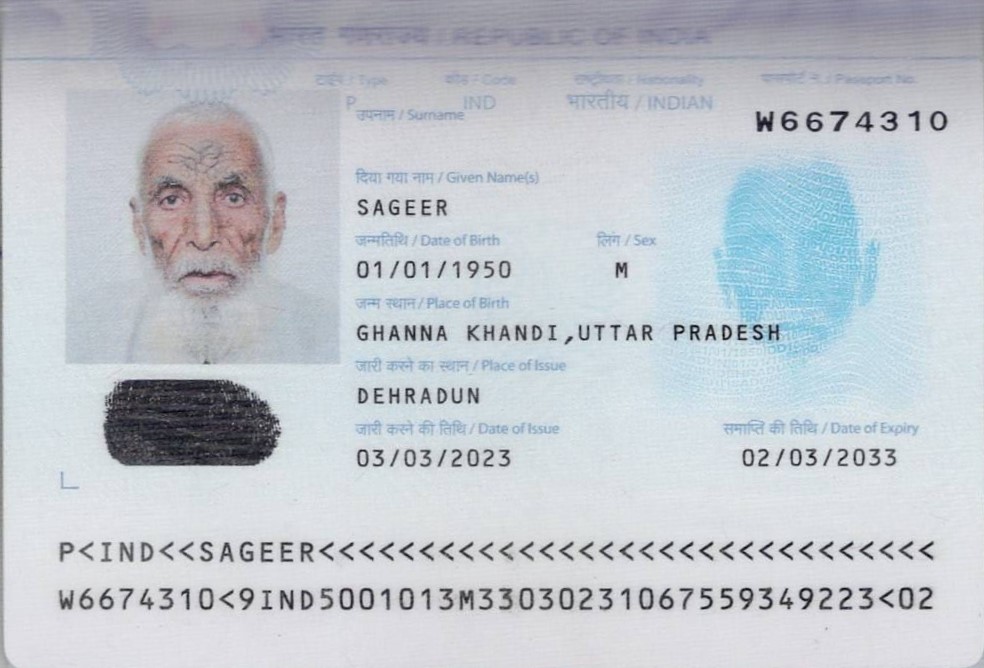 भारत गणराज्य / REPUBLIC OF INDIA
टाइप / Type कोड / Code राष्ट्रीयता / Nationality पासपोर्ट न. / Passport No.
P IND भारतीय / INDIAN W6674310
उपनाम / Surname
दिया गया नाम / Given Name(s)
SAGEER
जन्मतिथि / Date of Birth लिंग / Sex
01/01/1950 M
जन्म स्थान / Place of Birth
GHANNA KHANDI,UTTAR PRADESH
जारी करने का स्थान / Place of Issue
DEHRADUN
जारी करने की तिथि / Date of Issue समाप्ति की तिथि / Date of Expiry
03/03/2023 02/03/2033
P<IND<<SAGEER<<<<<<<<<<<<<<<<<<<<<<<<<<<<<<<
W6674310<9IND5001013M33030231067559349223<02